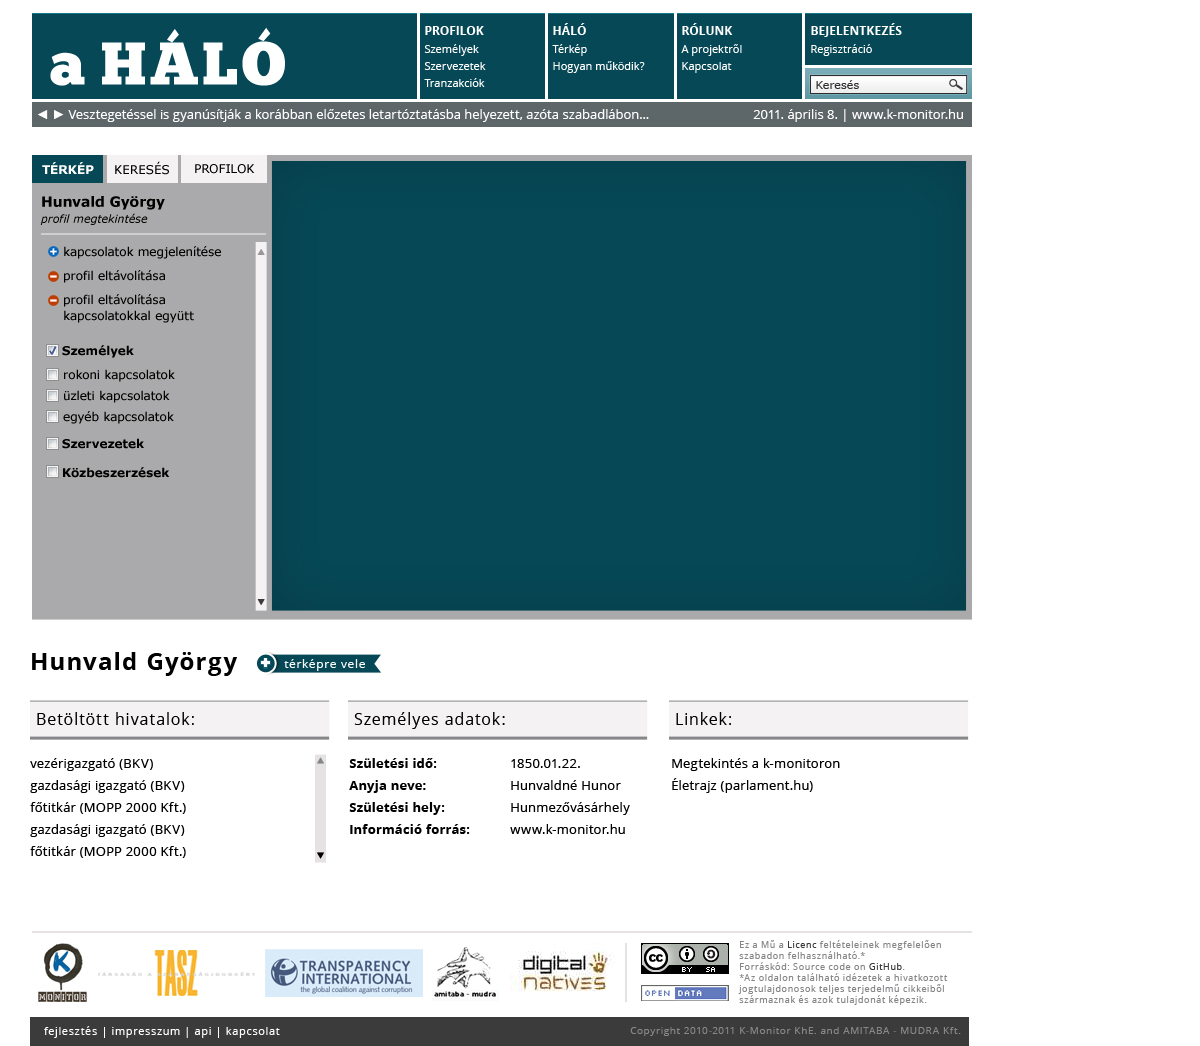 a HÁLÓ
PROFILOK
Személyek
Szervezetek
Tranzakciók
HÁLÓ
Térkép
Hogyan működik?
RÓLUNK
A projektről
Kapcsolat
BEJELENTKEZÉS
Regisztráció
Keresés
Vesztegetéssel is gyanúsítják a korábban előzetes letartóztatásba helyezett, azóta szabadlábon...
2011. április 8. | www.k-monitor.hu
TÉRKÉP
KERESÉS
PROFILOK
Hunvald György
profil megtekintése
kapcsolatok megjelenítése
profil eltávolítása
profil eltávolítása
kapcsolatokkal együtt
Személyek
rokoni kapcsolatok
üzleti kapcsolatok
egyéb kapcsolatok
Szervezetek
Közbeszerzések
Hunvald György
térképre vele
Betöltött hivatalok:
vezérigazgató (BKV)
gazdasági igazgató (BKV)
főtitkár (MOPP 2000 Kft.)
gazdasági igazgató (BKV)
főtitkár (MOPP 2000 Kft.)
Személyes adatok:
Születési idő: 1850.01.22.
Anyja neve: Hunvaldné Hunor
Születési hely: Hunmezővásárhely
Információ forrás: www.k-monitor.hu
Linkek:
Megtekintés a k-monitoron
Életrajz (parlament.hu)
K
MONITOR
TASZ
TRANSPARENCY
INTERNATIONAL
the global coalition against corruption
amitaba - mudra
digital
natives
cc
BY SA
OPEN DATA
Ez a Mű a Licenc feltételeinek megfelelően
szabadon felhasználható.*
Forráskód: Source code on GitHub.
*Az oldalon található idézetek a hivatkozott
jogtulajdonosok teljes terjedelmű cikkeiből
származnak és azok tulajdonát képezik.
fejlesztés | impresszum | api | kapcsolat
Copyright 2010-2011 K-Monitor KhE. and AMITABA - MUDRA Kft.